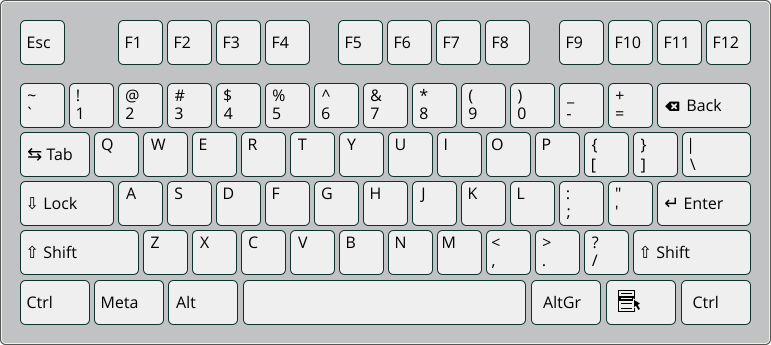 Esc F1 F2 F3 F4 F5 F6 F7 F8 F9 F10 F11 F12
~ ! @ # $ % ^ & * ( ) _ +
` 1 2 3 4 5 6 7 8 9 0 - = Back
Tab Q W E R T Y U I O P { } |
[ ] \
Lock A S D F G H J K L : " Enter
; '
Shift Z X C V B N M < > ? Shift
, . /
Ctrl Meta Alt AltGr Ctrl